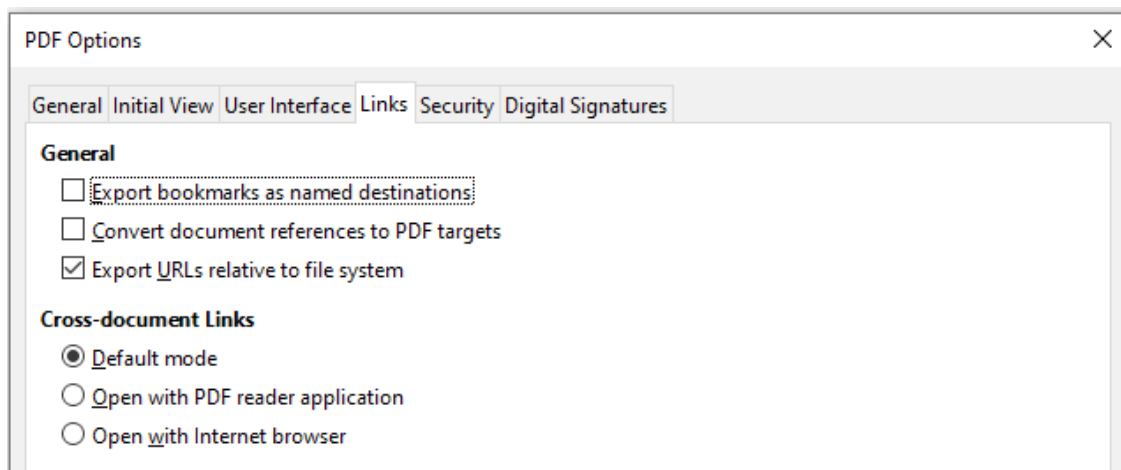 PDF Options
General Initial View User Interface Links Security Digital Signatures
General
Export bookmarks as named destinations
Convert document references to PDF targets
Export URLs relative to file system
Cross-document Links
Default mode
Open with PDF reader application
Open with Internet browser